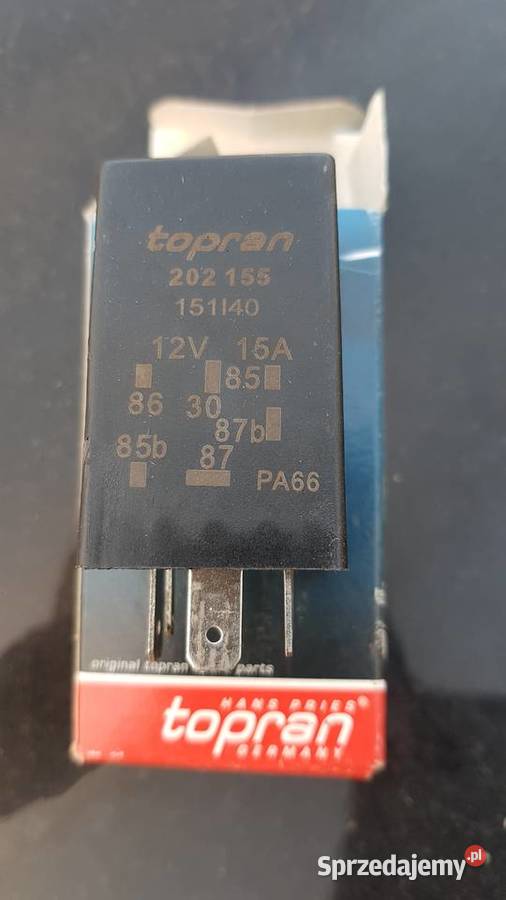 topran
202 155
151I40
12V 15A
85
86 30
87b
85b 87
PA66
original topran parts
HANS PRIES
topran®
GERMANY
Sprzedajemy.pl